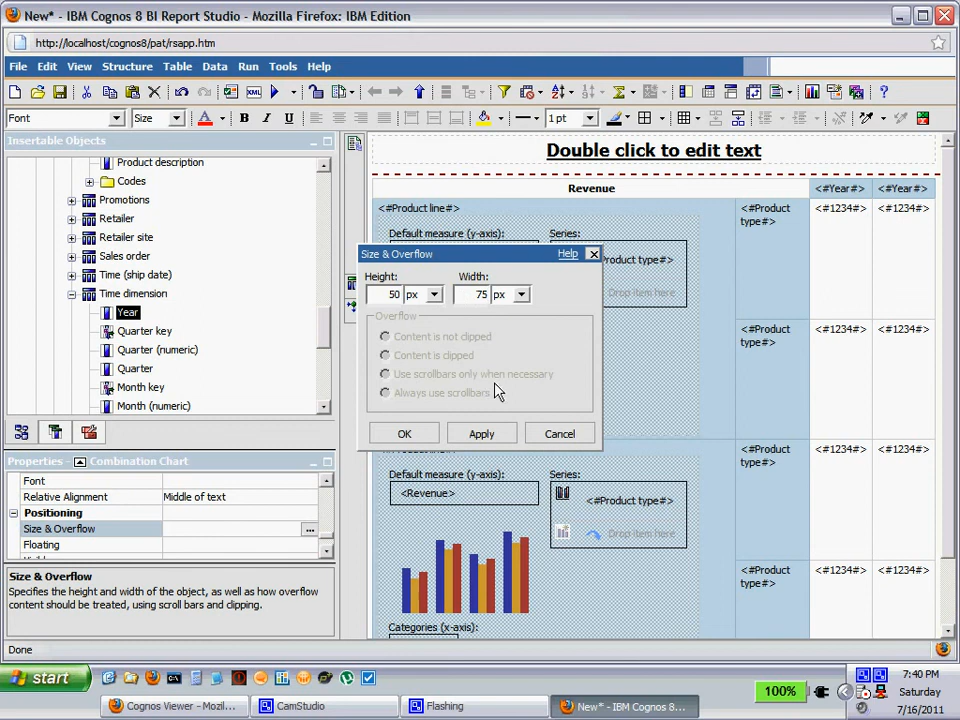 New* - IBM Cognos 8 BI Report Studio - Mozilla Firefox: IBM Edition
http://localhost/cognos8/pat/rsapp.htm
File Edit View Structure Table Data Run Tools Help
Font Size A B I U 1 pt
Insertable Objects
Product description
Codes
Promotions
Retailer
Retailer site
Sales order
Time (ship date)
Time dimension
Year
Quarter key
Quarter (numeric)
Quarter
Month key
Month (numeric)
Properties - Combination Chart
Font
Relative Alignment Middle of text
Positioning
Size & Overflow ...
Floating
Size & Overflow
Specifies the height and width of the object, as well as how overflow
content should be treated, using scroll bars and clipping.
Double click to edit text
Revenue <#Year#> <#Year#>
<#Product line#> <#Product type#> <#1234#> <#1234#>
Default measure (y-axis): Series:
Product type#>
Drop item here
Size & Overflow Help
Height: Width:
50 px 75 px
Overflow
Content is not clipped
Content is clipped
Use scrollbars only when necessary
Always use scrollbars
OK Apply Cancel
<#Product type#> <#1234#> <#1234#>
<#Product type#> <#1234#> <#1234#>
Default measure (y-axis): Series:
<Revenue> <#Product type#>
Drop item here
<#Product type#> <#1234#> <#1234#>
Categories (x-axis):
Done
start 100% 7:40 PM
Saturday
7/16/2011
Cognos Viewer - Mozil... CamStudio Flashing New* - IBM Cognos 8...